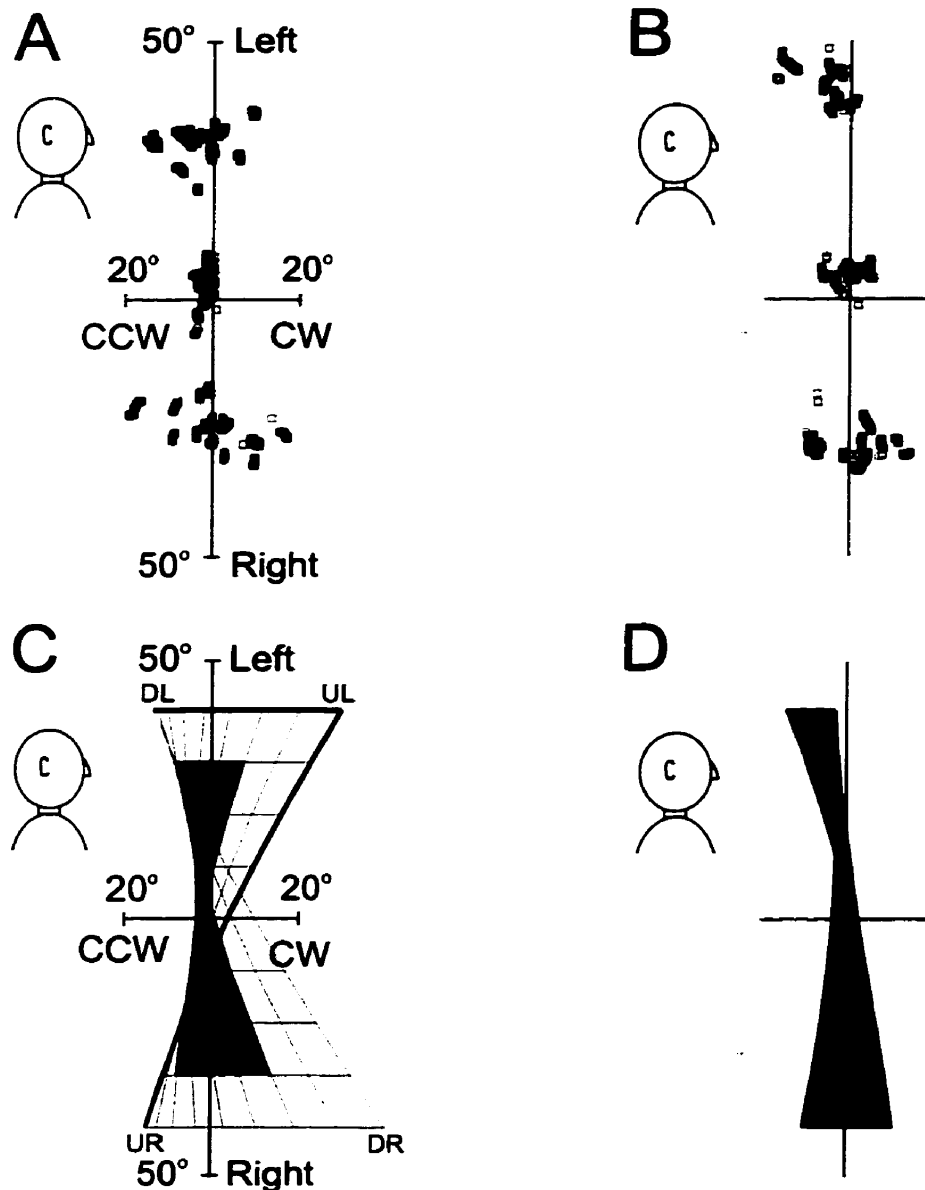 A
50° Left
C
20° 20°
CCW CW
50° Right
B
C
C
50° Left
DL UL
C
20° 20°
CCW CW
UR DR
50° Right
D
C